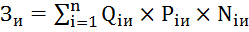 Зи = ∑ⁿᵢ₌₁ Qiи × Piи × Niи